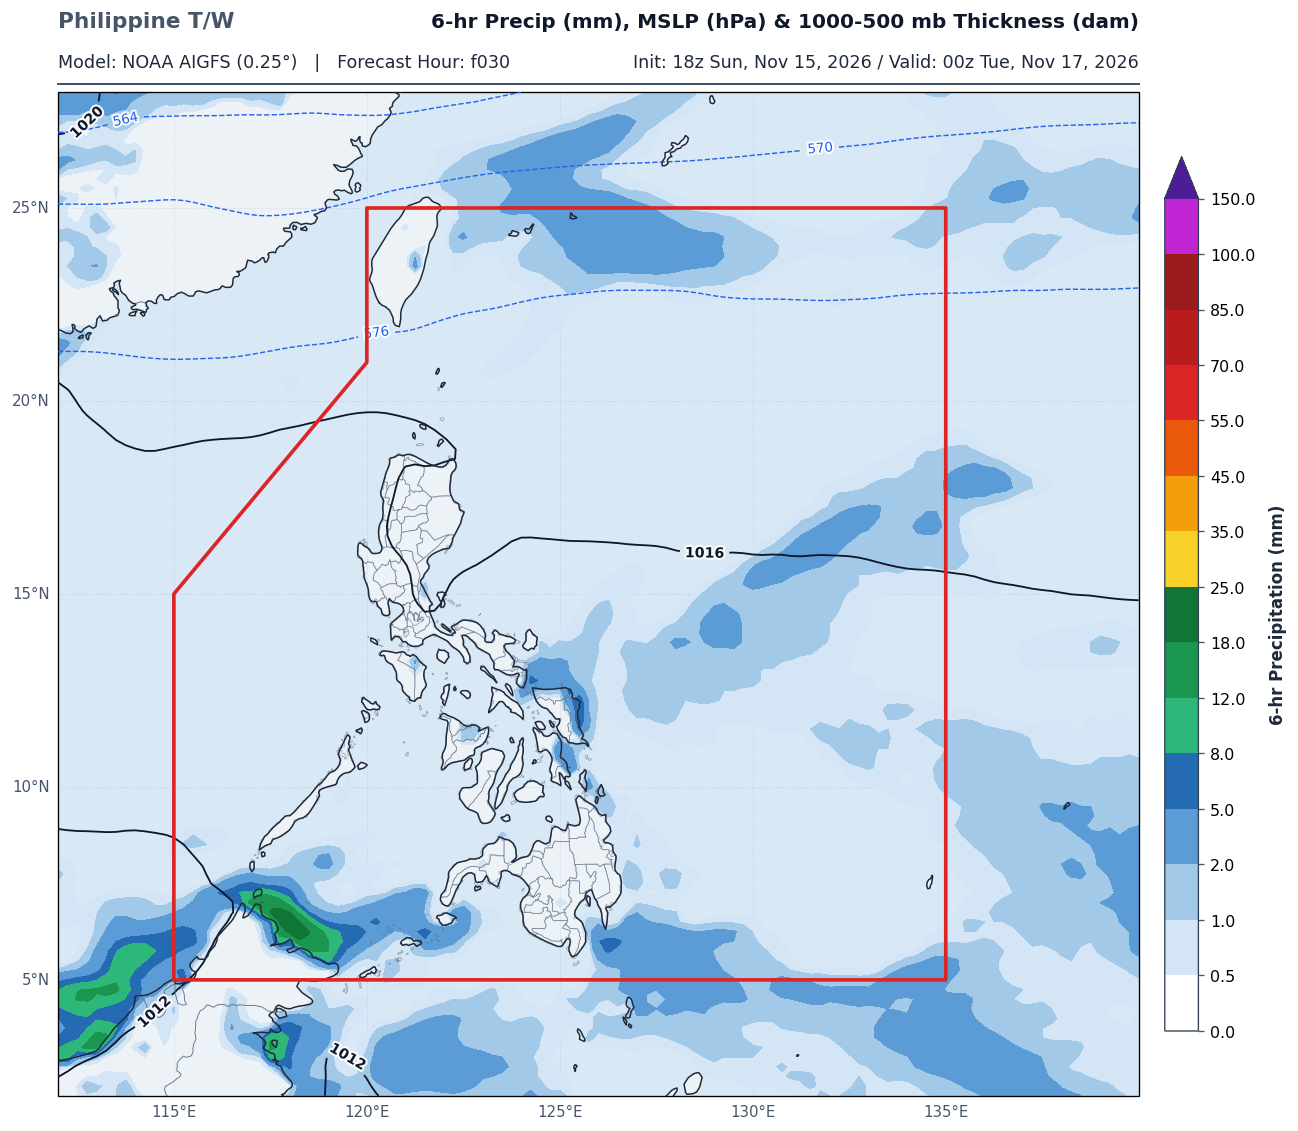 Philippine T/W
6-hr Precip (mm), MSLP (hPa) & 1000-500 mb Thickness (dam)
Model: NOAA AIGFS (0.25°) | Forecast Hour: f030
Init: 18z Sun, Nov 15, 2026 / Valid: 00z Tue, Nov 17, 2026
1020
564
570
576
1016
1012
1012
25°N
20°N
15°N
10°N
5°N
115°E
120°E
125°E
130°E
135°E
150.0
100.0
85.0
70.0
55.0
45.0
35.0
25.0
18.0
12.0
8.0
5.0
2.0
1.0
0.5
0.0
6-hr Precipitation (mm)